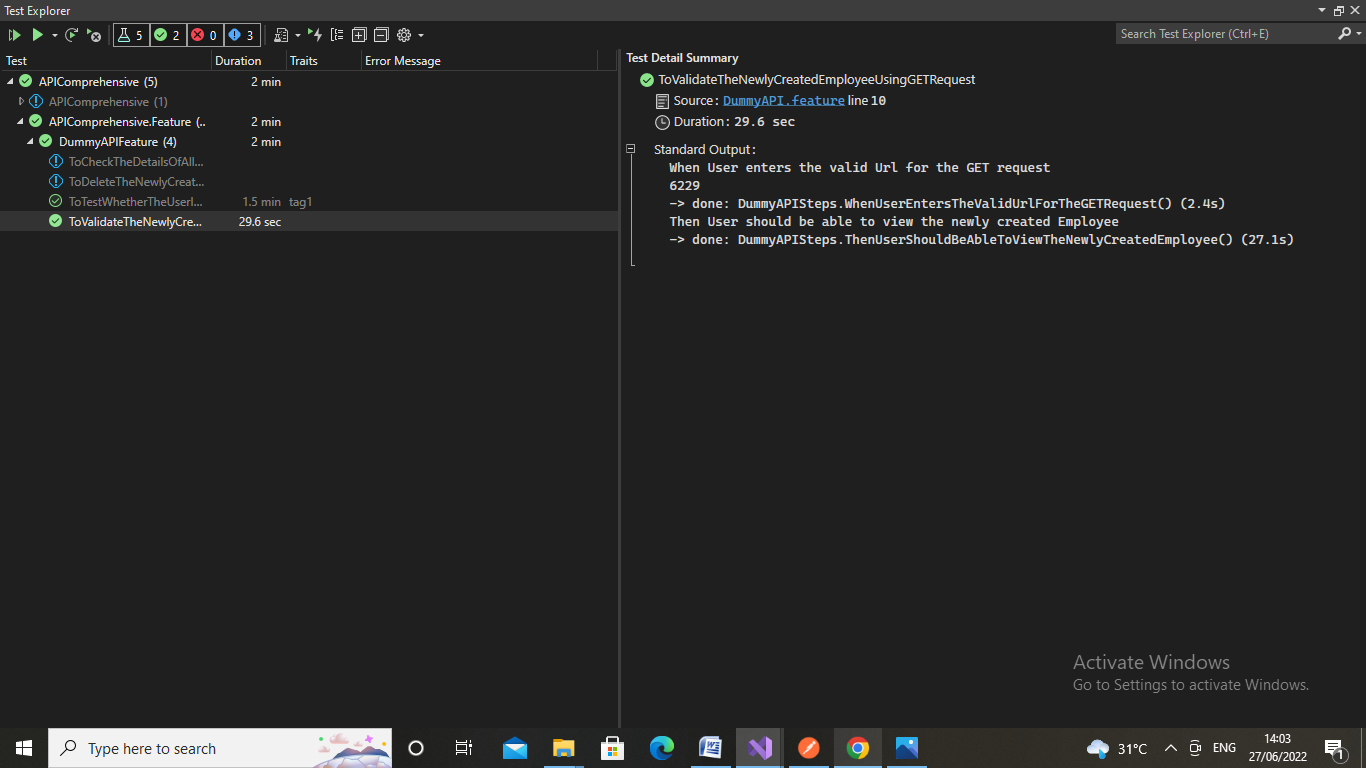 Test Explorer
5 2 0 3
Search Test Explorer (Ctrl+E)
Test Duration Traits Error Message
APIComprehensive (5) 2 min
APIComprehensive (1)
APIComprehensive.Feature (.. 2 min
DummyAPIFeature (4) 2 min
ToCheckTheDetailsOfAll...
ToDeleteTheNewlyCreat...
ToTestWhetherTheUserI... 1.5 min tag1
ToValidateTheNewlyCre... 29.6 sec
Test Detail Summary
ToValidateTheNewlyCreatedEmployeeUsingGETRequest
Source: DummyAPI.feature line 10
Duration: 29.6 sec
Standard Output:
When User enters the valid Url for the GET request
6229
-> done: DummyAPISteps.WhenUserEntersTheValidUrlForTheGETRequest() (2.4s)
Then User should be able to view the newly created Employee
-> done: DummyAPISteps.ThenUserShouldBeAbleToViewTheNewlyCreatedEmployee() (27.1s)
Activate Windows
Go to Settings to activate Windows.
Type here to search
31°C
ENG
14:03
27/06/2022
1